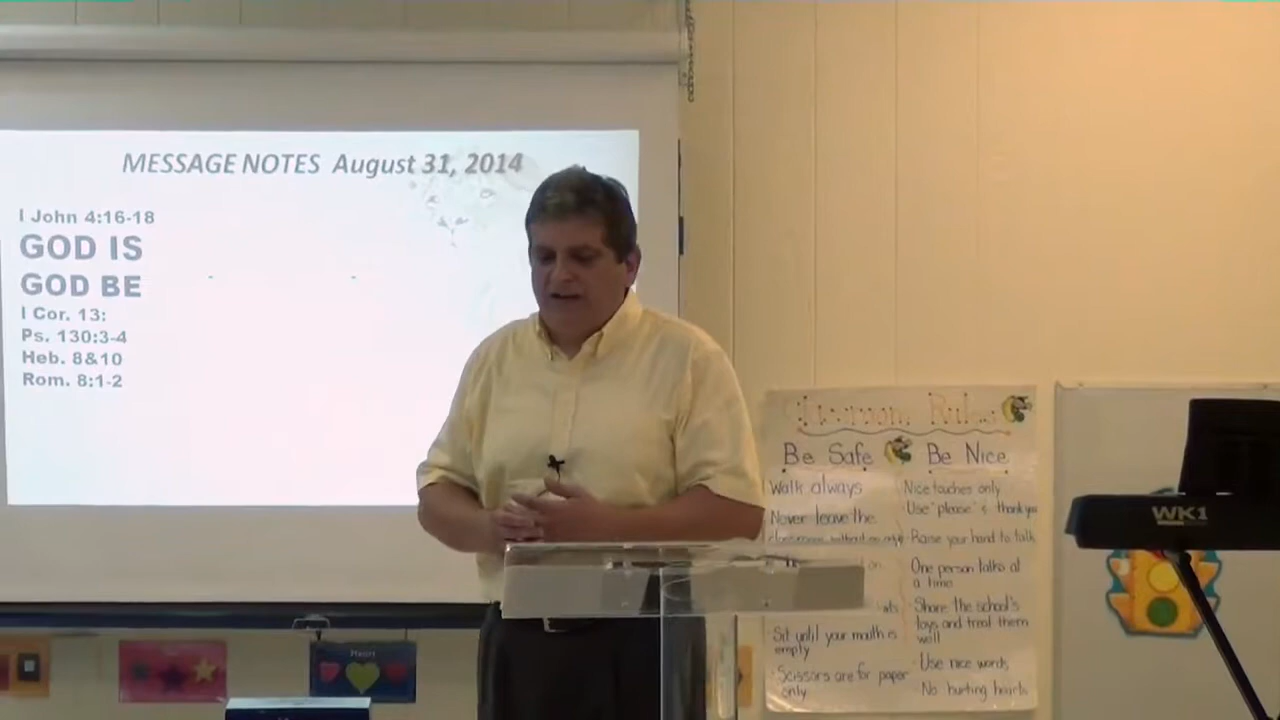 MESSAGE NOTES August 31, 2014
I John 4:16-18
GOD IS
GOD BE
I Cor. 13:
Ps. 130:3-4
Heb. 8&10
Rom. 8:1-2
Rules
Be Safe Be Nice
Walk always
Never leave the
Sit until your mouth is
empty
Scissors are for paper
only
Nice touches only
Use "please" &
Raise your hand to talk
One person talks at
a time
Share the school's
toys and treat them
well
Use nice words
No hurting hearts
WK1
Heart